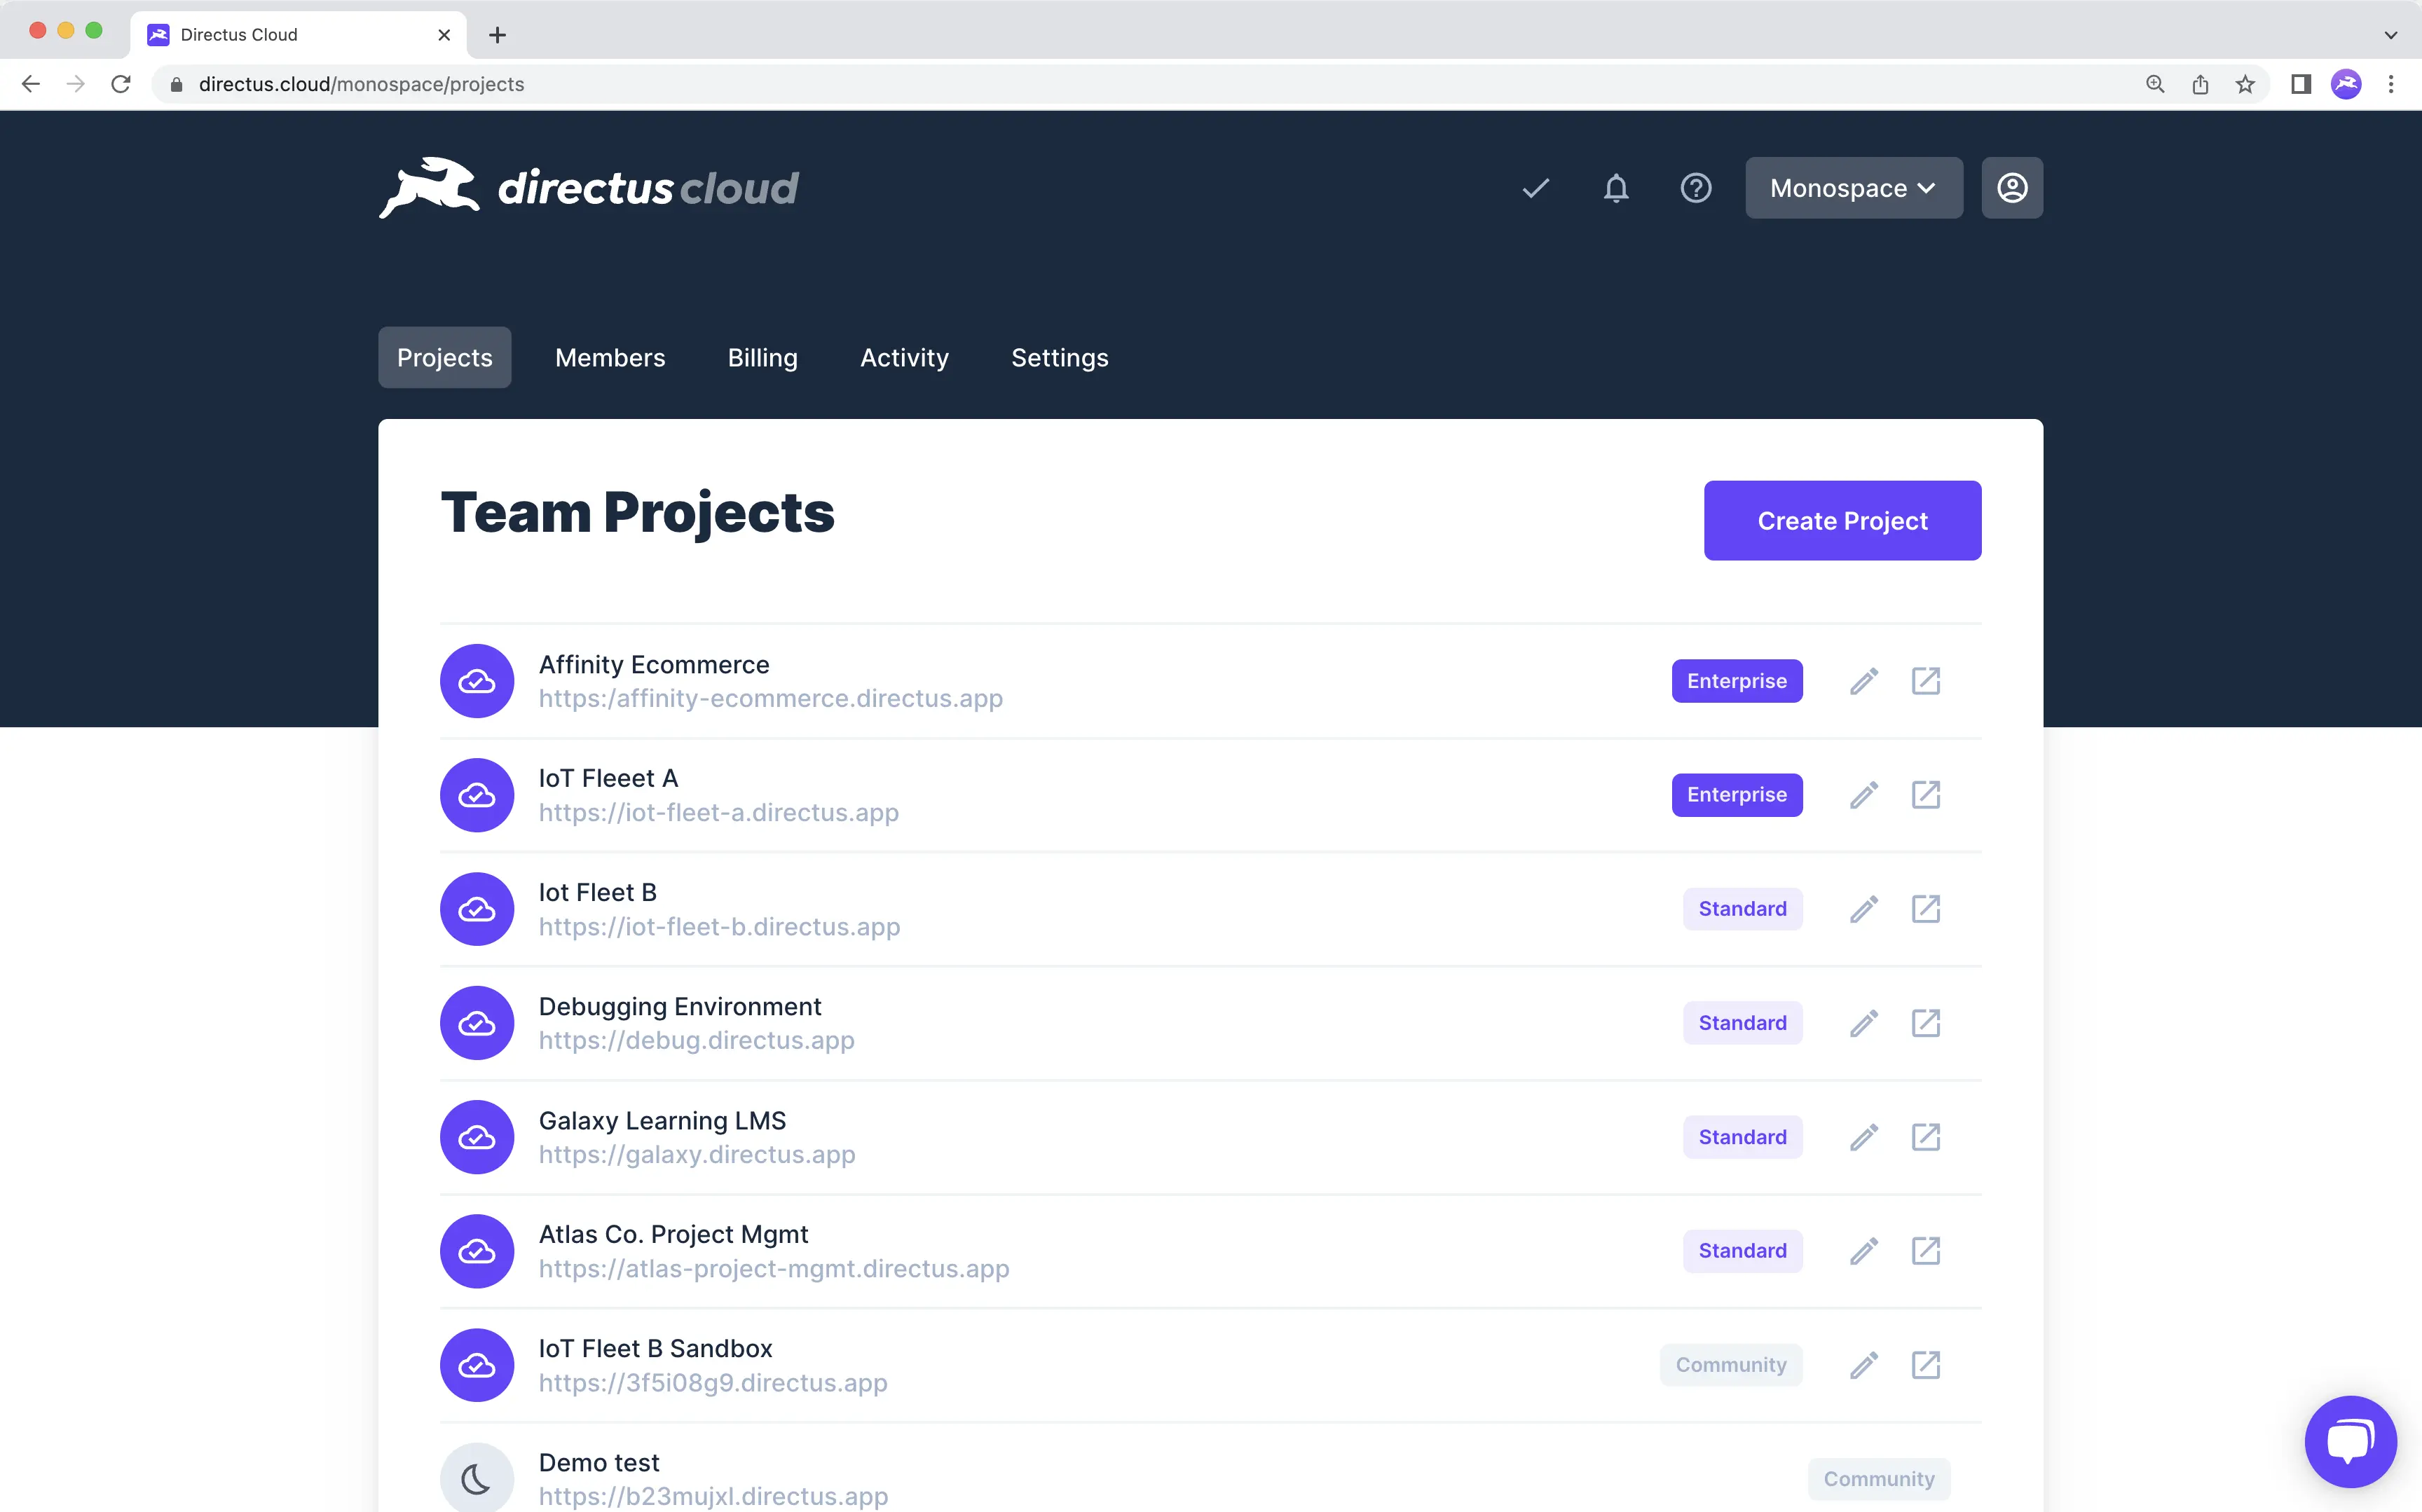 Directus Cloud
directus.cloud/monospace/projects
directus cloud
Monospace
Projects Members Billing Activity Settings
Team Projects
Create Project
Affinity Ecommerce
https:/affinity-ecommerce.directus.app
Enterprise
IoT Fleeet A
https://iot-fleet-a.directus.app
Enterprise
Iot Fleet B
https://iot-fleet-b.directus.app
Standard
Debugging Environment
https://debug.directus.app
Standard
Galaxy Learning LMS
https://galaxy.directus.app
Standard
Atlas Co. Project Mgmt
https://atlas-project-mgmt.directus.app
Standard
IoT Fleet B Sandbox
https://3f5i08g9.directus.app
Community
Demo test
https://b23mujxl.directus.app
Community